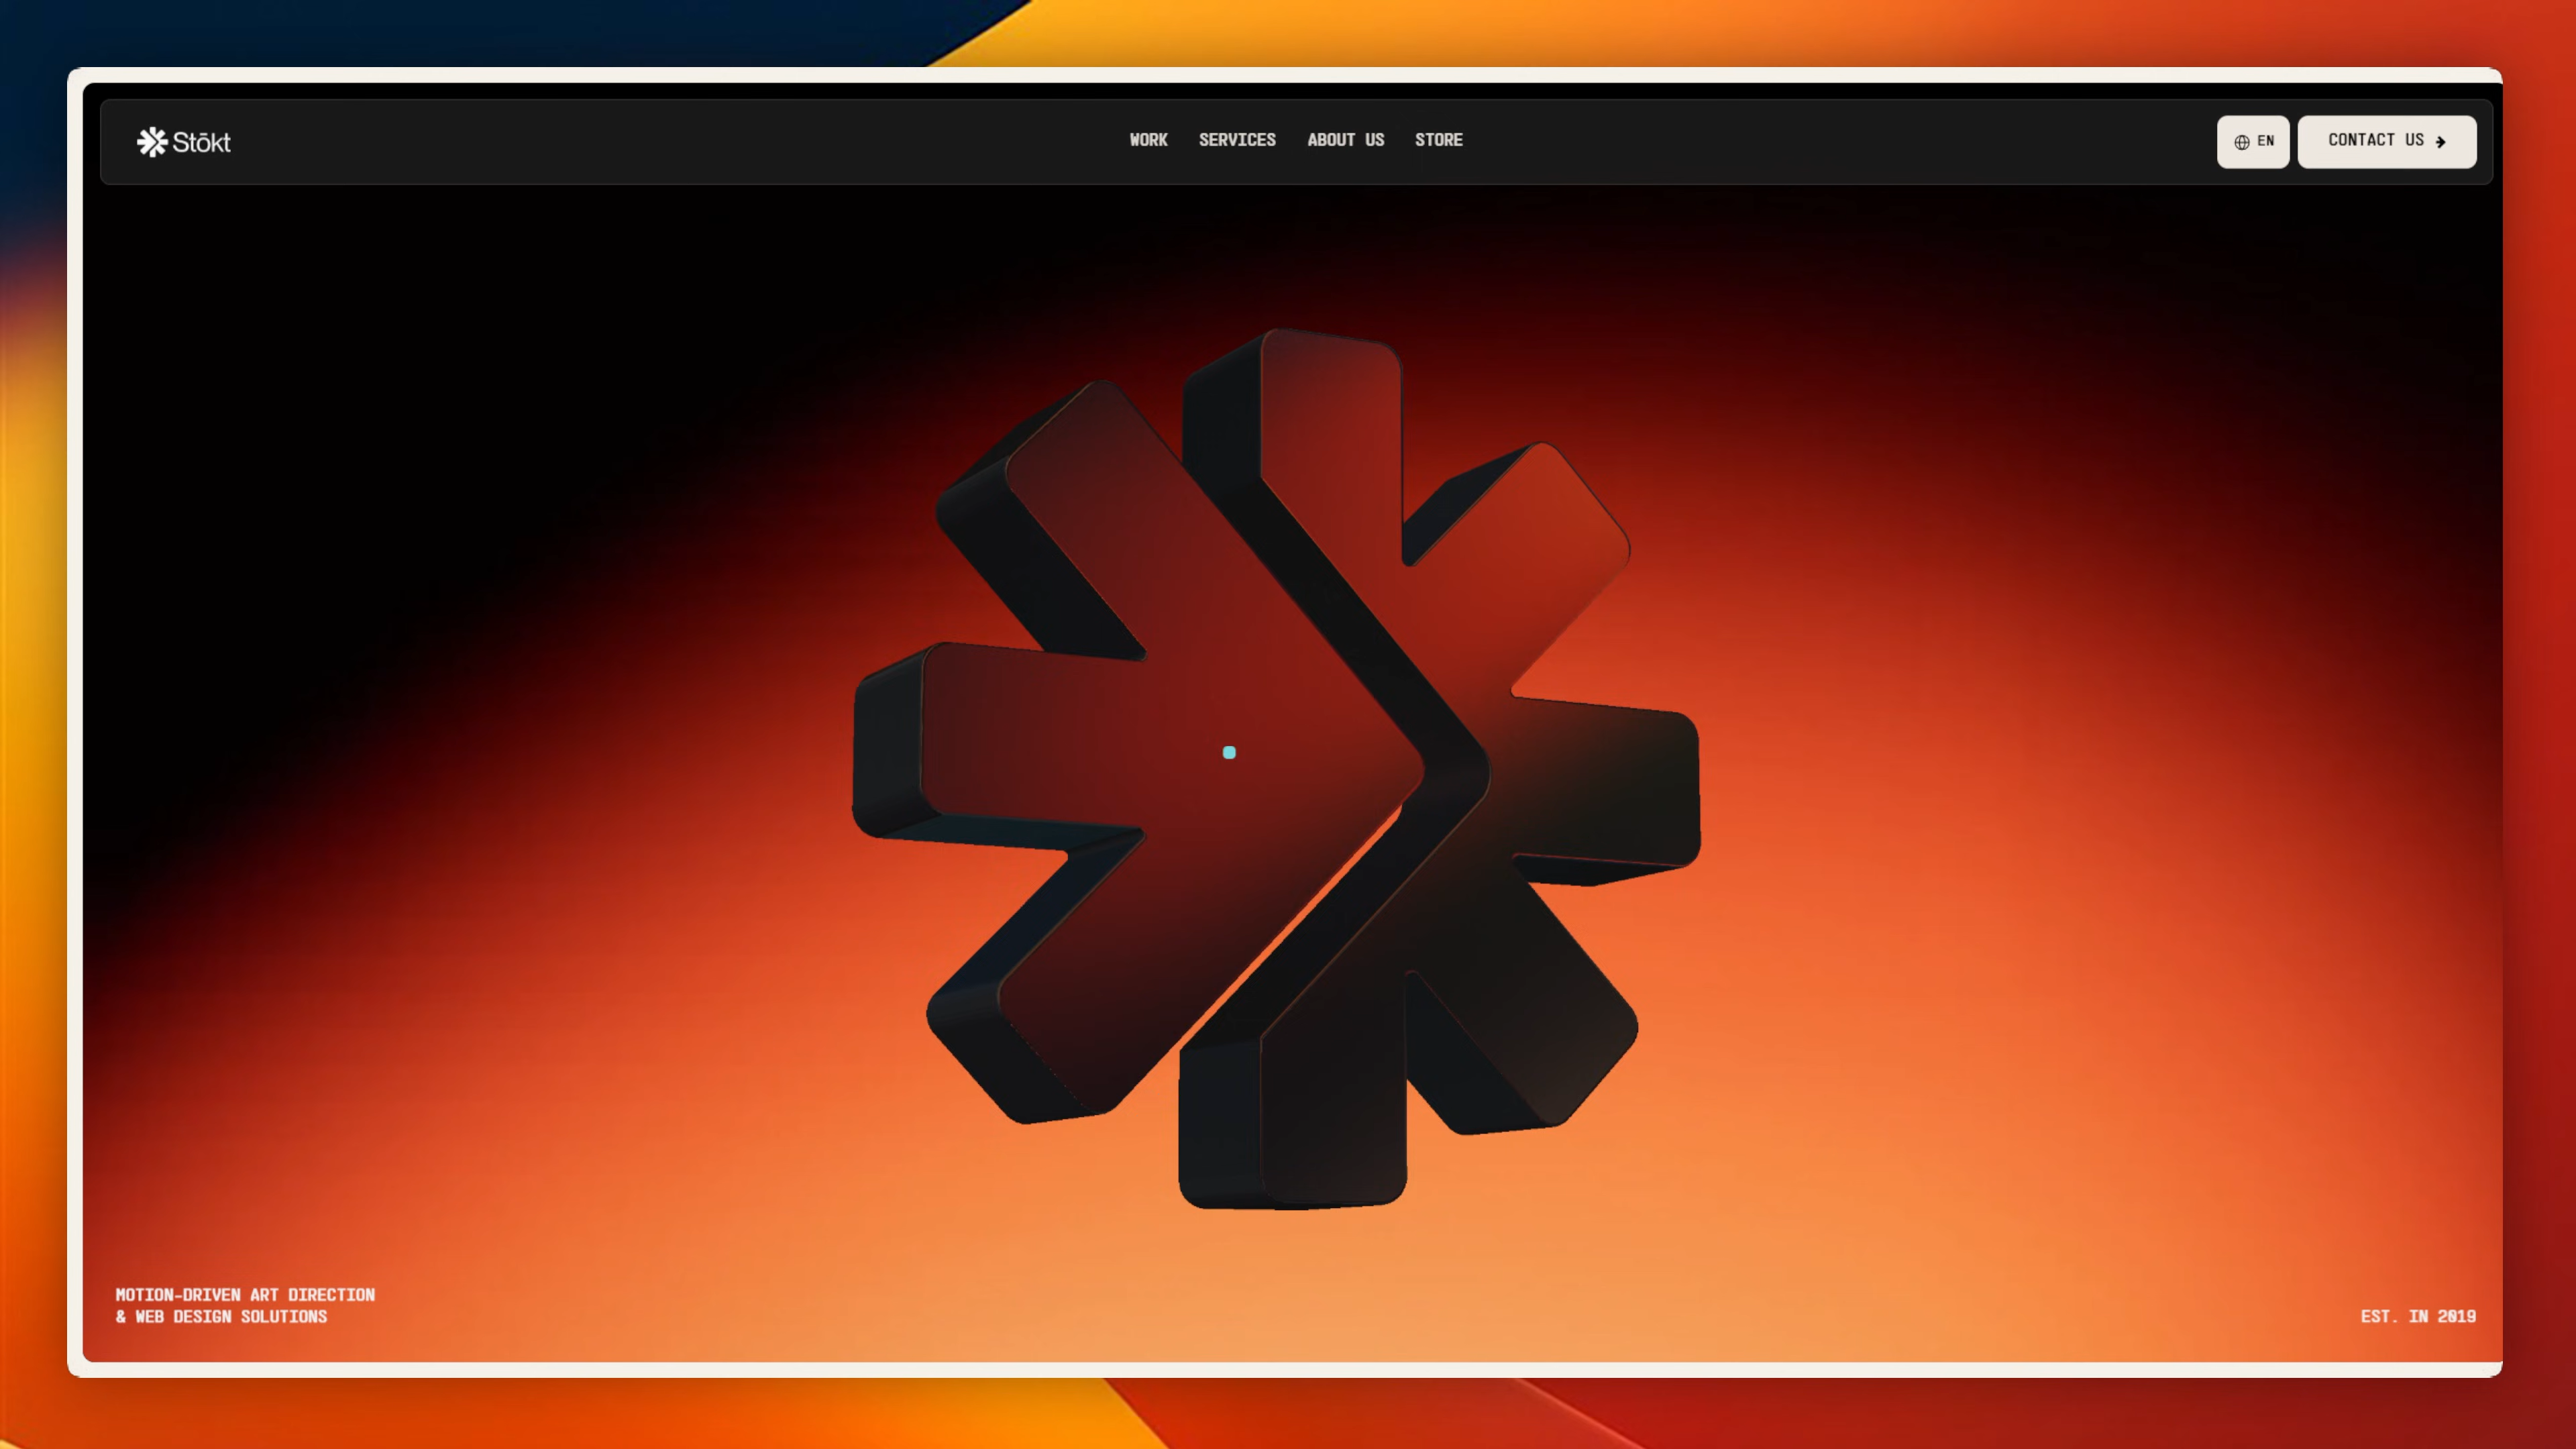 Stōkt
WORK SERVICES ABOUT US STORE
EN
CONTACT US
MOTION-DRIVEN ART DIRECTION
& WEB DESIGN SOLUTIONS
EST. IN 2019